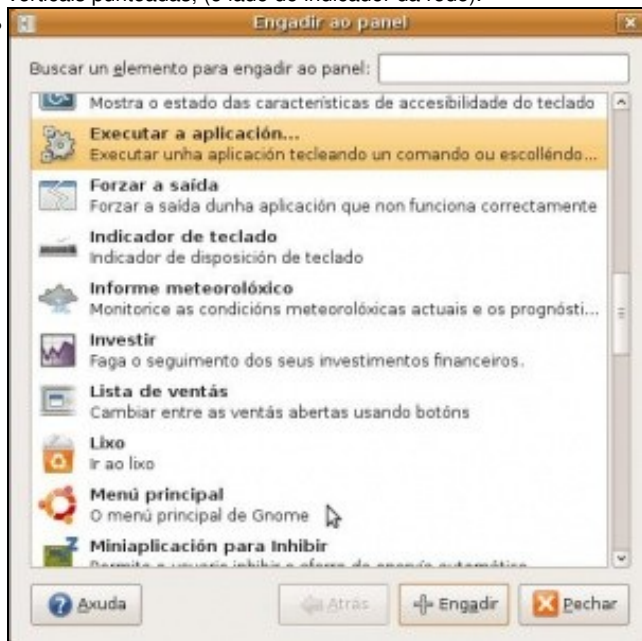 verticais punteadas, (o lado do indicador da rede).
Engadir ao panel
Buscar un elemento para engadir ao panel:
Mostra o estado das características de accesibilidade do teclado
Executar a aplicación...
Executar unha aplicación tecleando un comando ou escolléndo...
Forzar a saída
Forzar a saída dunha aplicación que non funciona correctamente
Indicador de teclado
Indicador de disposición de teclado
Informe meteorolóxico
Monitorice as condicións meteorolóxicas actuais e os prognósti...
Investir
Faga o seguimento dos seus investimentos financeiros.
Lista de ventás
Cambiar entre as ventás abertas usando botóns
Lixo
Ir ao lixo
Menú principal
O menú principal de Gnome
Miniaplicación para Inhibir
Axuda
Atrás
Engadir
Pechar